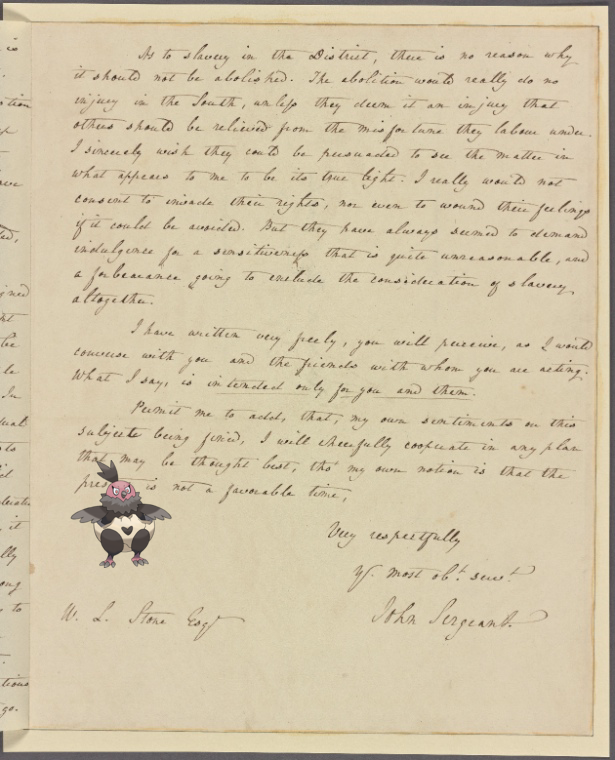 As to slavery in the District, there is no reason why
it should not be abolished. The abolition would really do no
injury in the South, unless they deem it an injury that
others should be relieved from the misfortune they labour under.
I sincerely wish they could be persuaded to see the matter in
what appears to me to be its true light. I really would not
consent to invade their rights, nor even to wound their feelings
if it could be avoided. But they have always seemed to demand
indulgence for a sensitiveness that is quite unreasonable, and
a forbearance going to exclude the consideration of slavery
altogether.
I have written very freely, you will perceive, as I would
converse with you and the friends with whom you are acting.
What I say, is intended only for you and them.
Permit me to add, that, my own sentiments on this
subject being fixed, I will cheerfully cooperate in any plan
that may be thought best, tho' my own notion is that the
is not a favorable time,
Very respectfully
Yr. most obt. servt.
John Sergeant.
W. L. Stone Esqr